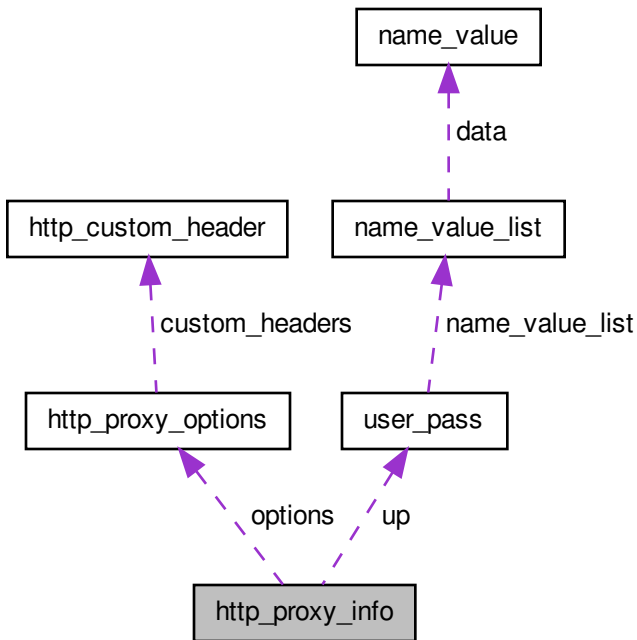 name_value
data
http_custom_header
name_value_list
custom_headers
name_value_list
http_proxy_options
user_pass
options
up
http_proxy_info